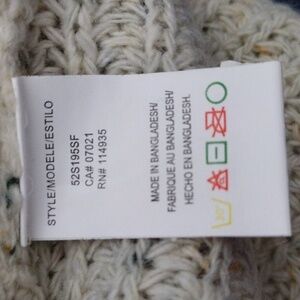 STYLE/MODELE/ESTILO
52S195SF
CA# 07021
RN# 114935
MADE IN BANGLADESH/
FABRIQUE AU BANGLADESH/
HECHO EN BANGLADESH